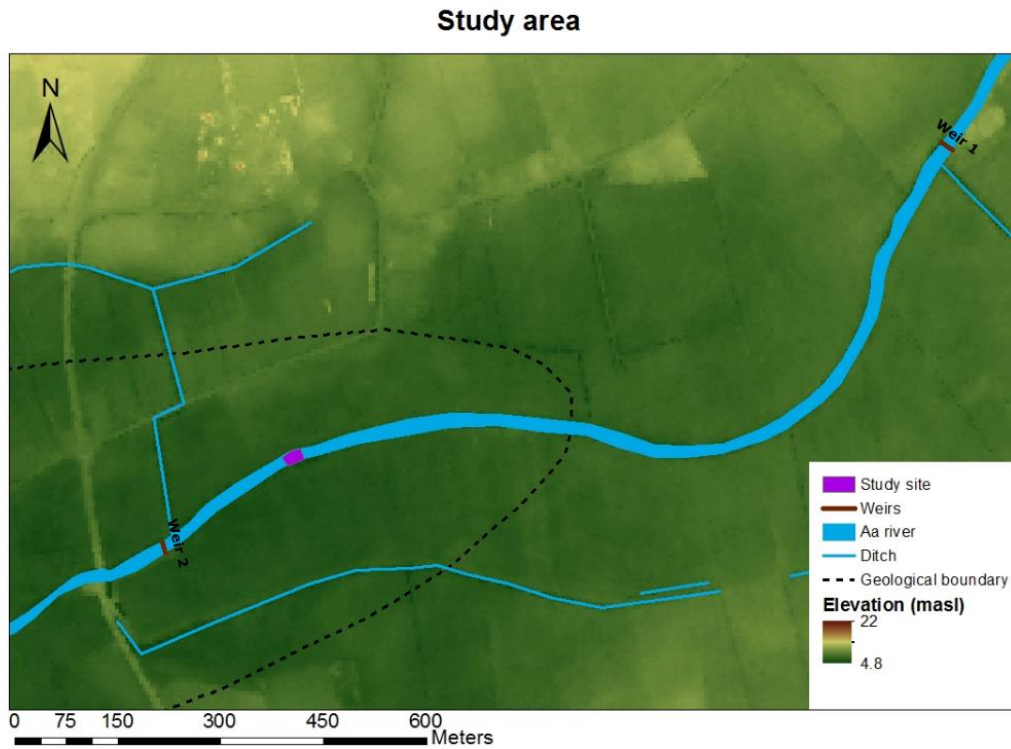 Study area
N
Weir 1
Weir 2
Study site
Weirs
Aa river
Ditch
Geological boundary
Elevation (masl)
22
4.8
0 75 150 300 450 600
Meters